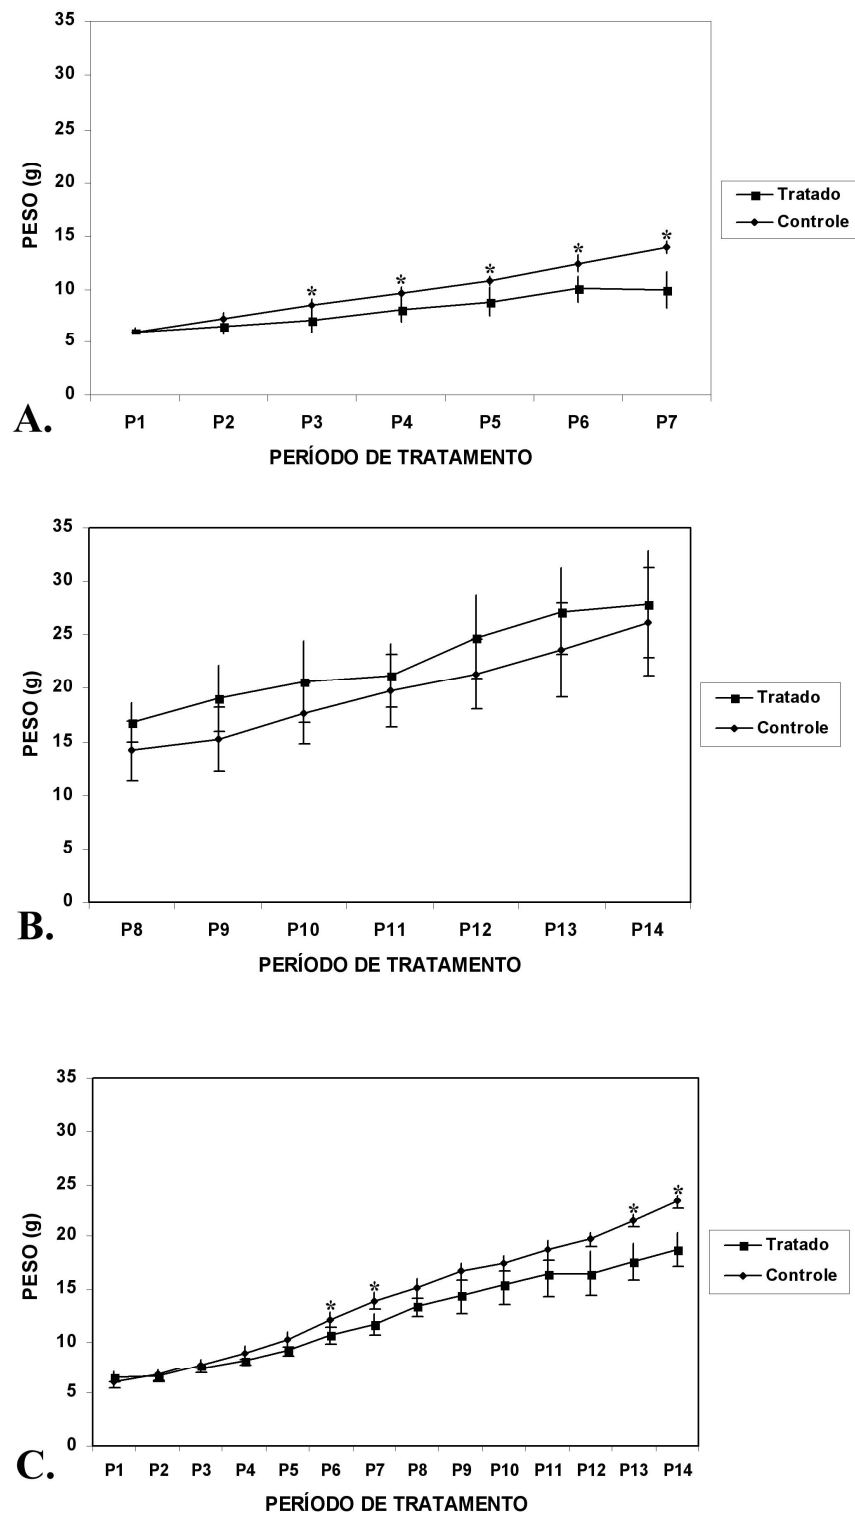 35
30
25
20
15
10
5
0
PESO (g)
* * * * *
Tratado
Controle
P1 P2 P3 P4 P5 P6 P7
A.
PERÍODO DE TRATAMENTO
35
30
25
20
15
10
5
0
PESO (g)
Tratado
Controle
P8 P9 P10 P11 P12 P13 P14
B.
PERÍODO DE TRATAMENTO
35
30
25
20
15
10
5
0
PESO (g)
* * * *
Tratado
Controle
P1 P2 P3 P4 P5 P6 P7 P8 P9 P10 P11 P12 P13 P14
C.
PERÍODO DE TRATAMENTO